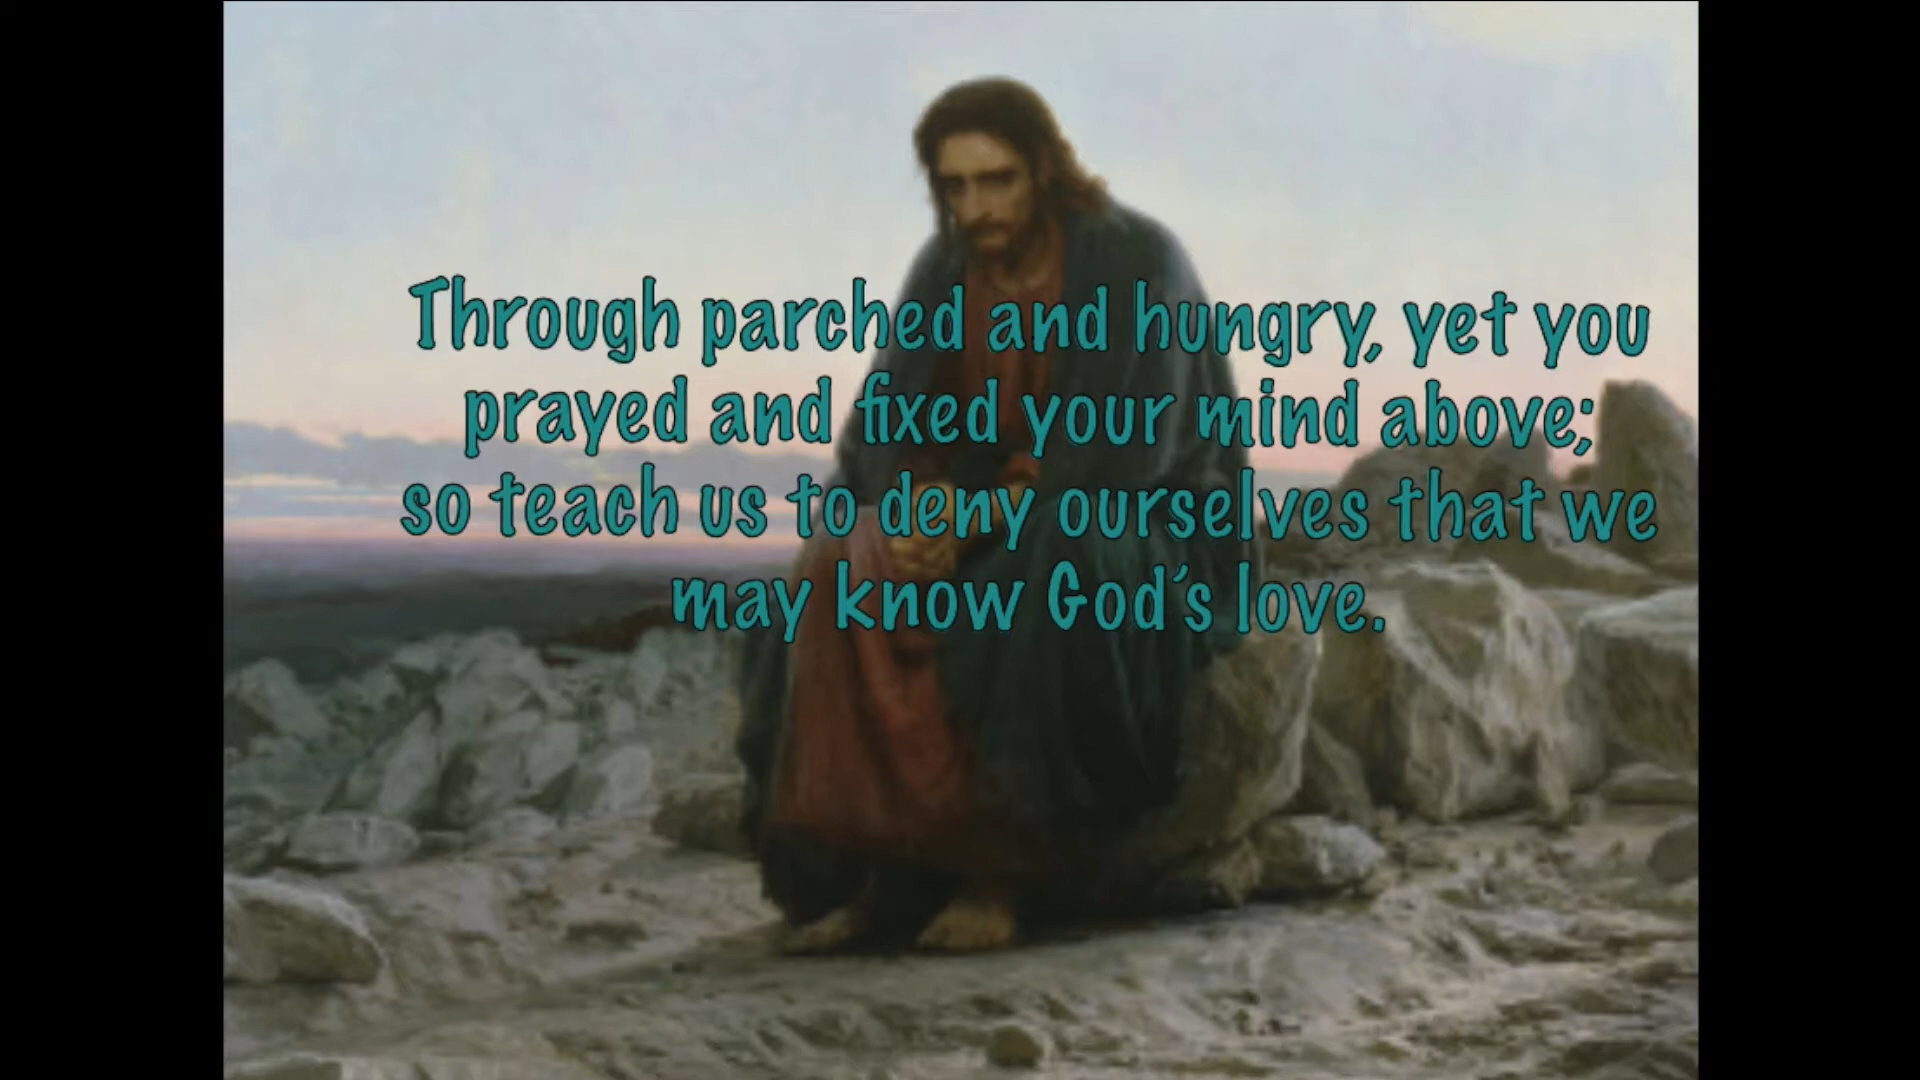 Through parched and hungry, yet you
prayed and fixed your mind above;
so teach us to deny ourselves that we
may know God's love.